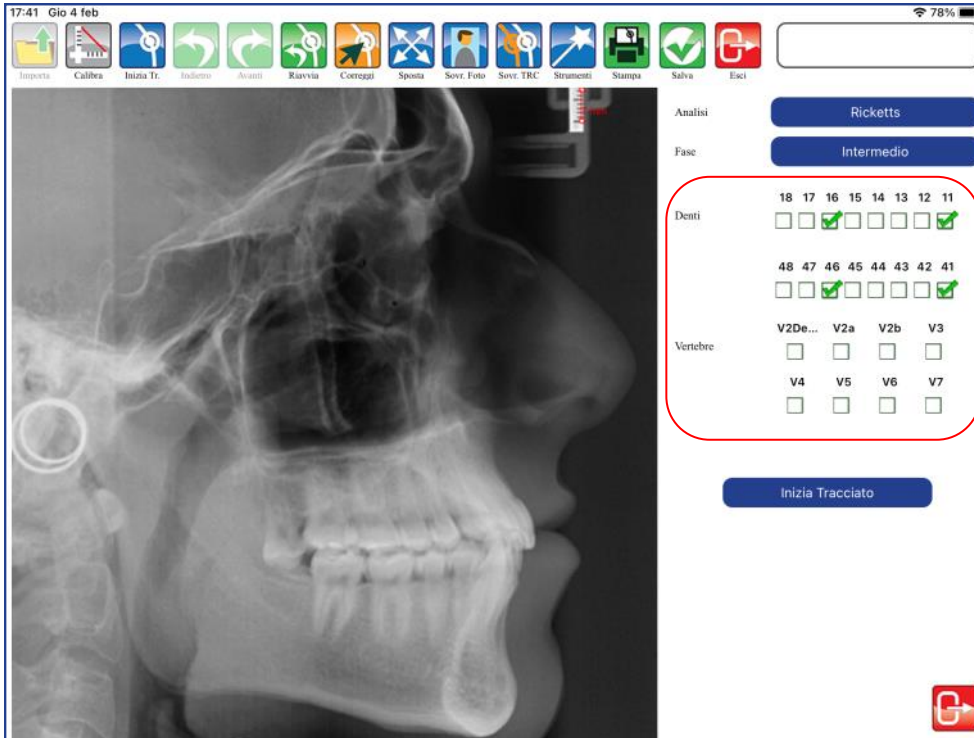 17:41 Gio 4 feb 78%
Importa Calibra Inizia Tr. Indietro Avanti Riavvia Correggi Sposta Sovr. Foto Sovr. TRC Strumenti Stampa Salva Esci
Analisi Ricketts
Fase Intermedio
18 17 16 15 14 13 12 11
Denti
48 47 46 45 44 43 42 41
V2De... V2a V2b V3
Vertebre
V4 V5 V6 V7
Inizia Tracciato